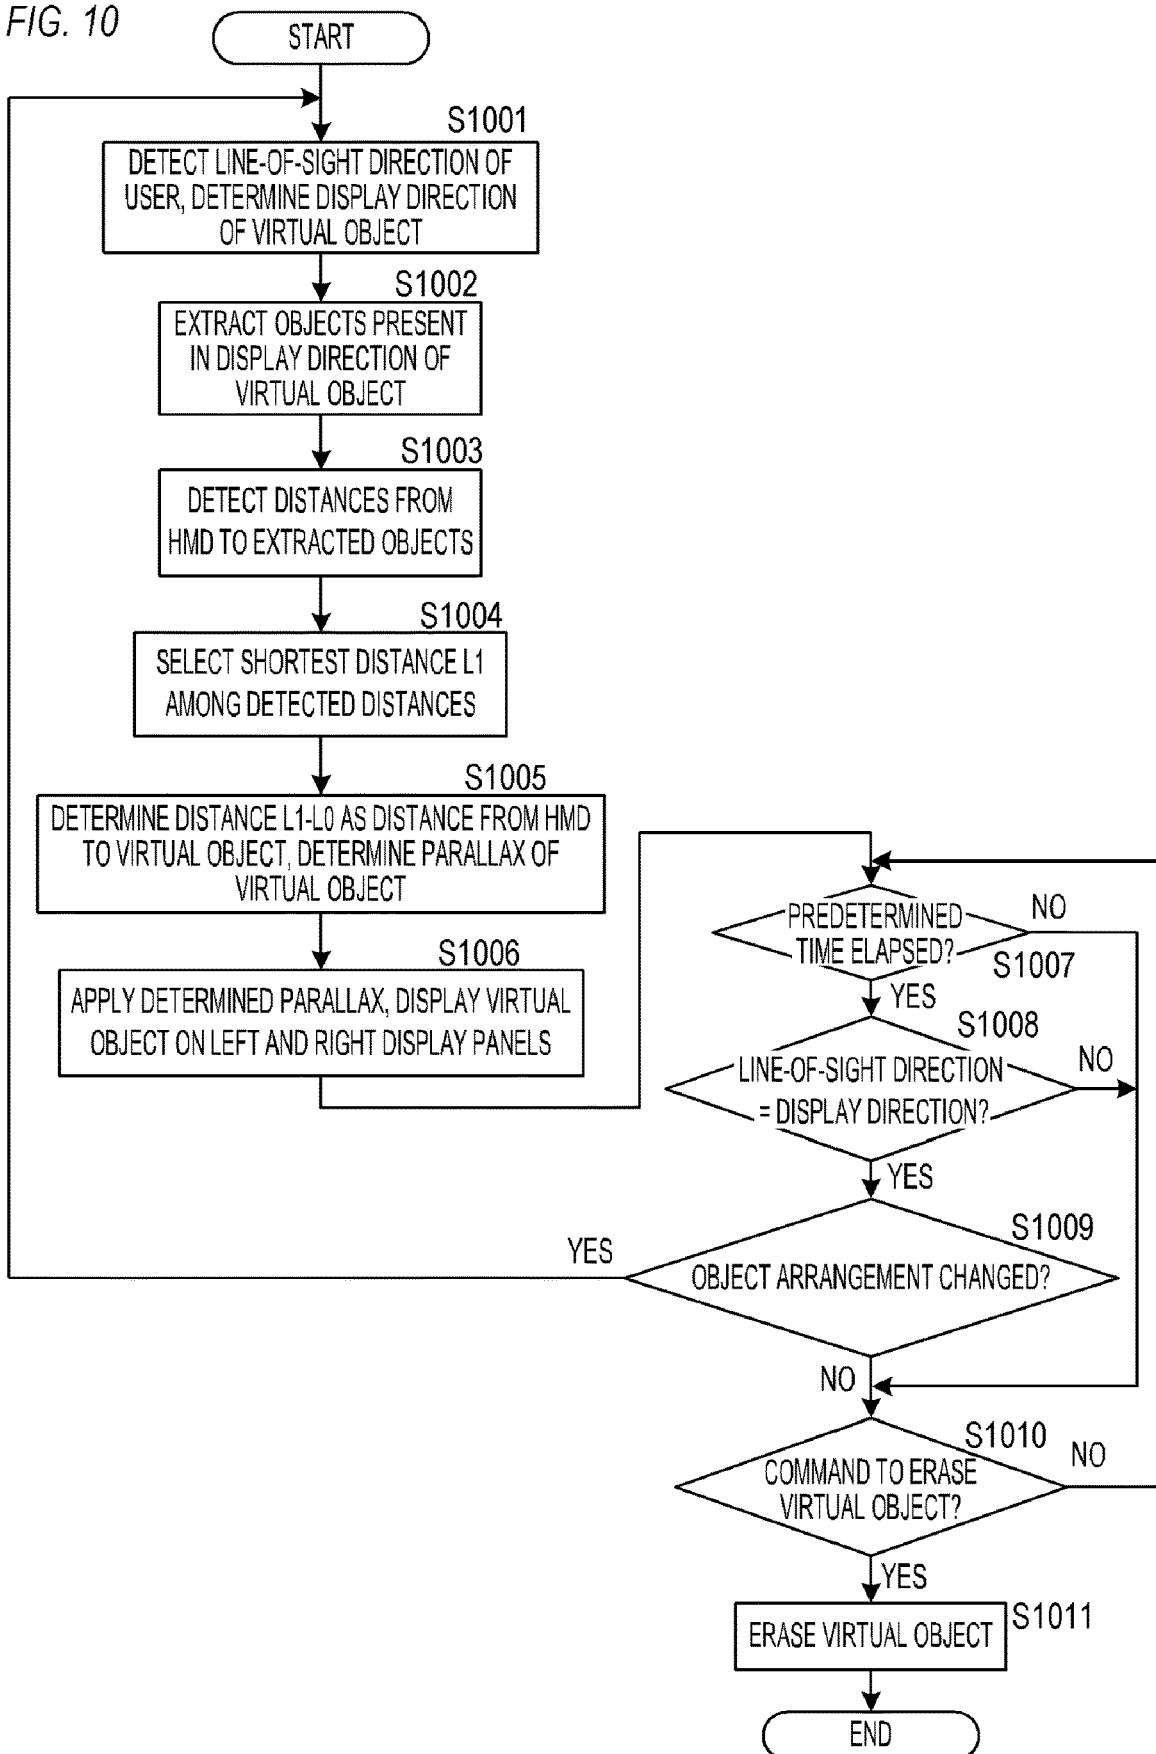 FIG. 10
START
S1001
DETECT LINE-OF-SIGHT DIRECTION OF
USER, DETERMINE DISPLAY DIRECTION
OF VIRTUAL OBJECT
S1002
EXTRACT OBJECTS PRESENT
IN DISPLAY DIRECTION OF
VIRTUAL OBJECT
S1003
DETECT DISTANCES FROM
HMD TO EXTRACTED OBJECTS
S1004
SELECT SHORTEST DISTANCE L1
AMONG DETECTED DISTANCES
S1005
DETERMINE DISTANCE L1-L0 AS DISTANCE FROM HMD
TO VIRTUAL OBJECT, DETERMINE PARALLAX OF
VIRTUAL OBJECT
S1006
APPLY DETERMINED PARALLAX, DISPLAY VIRTUAL
OBJECT ON LEFT AND RIGHT DISPLAY PANELS
PREDETERMINED
TIME ELAPSED?
NO
S1007
YES
S1008
LINE-OF-SIGHT DIRECTION
= DISPLAY DIRECTION?
NO
YES
S1009
OBJECT ARRANGEMENT CHANGED?
YES
NO
S1010
COMMAND TO ERASE
VIRTUAL OBJECT?
NO
YES
S1011
ERASE VIRTUAL OBJECT
END